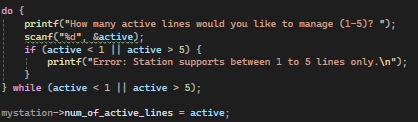 do {
    printf("How many active lines would you like to manage (1-5)? ");
    scanf("%d", &active);
    if (active < 1 || active > 5) {
        printf("Error: Station supports between 1 to 5 lines only.\n");
    }
} while (active < 1 || active > 5);

mystation->num_of_active_lines = active;